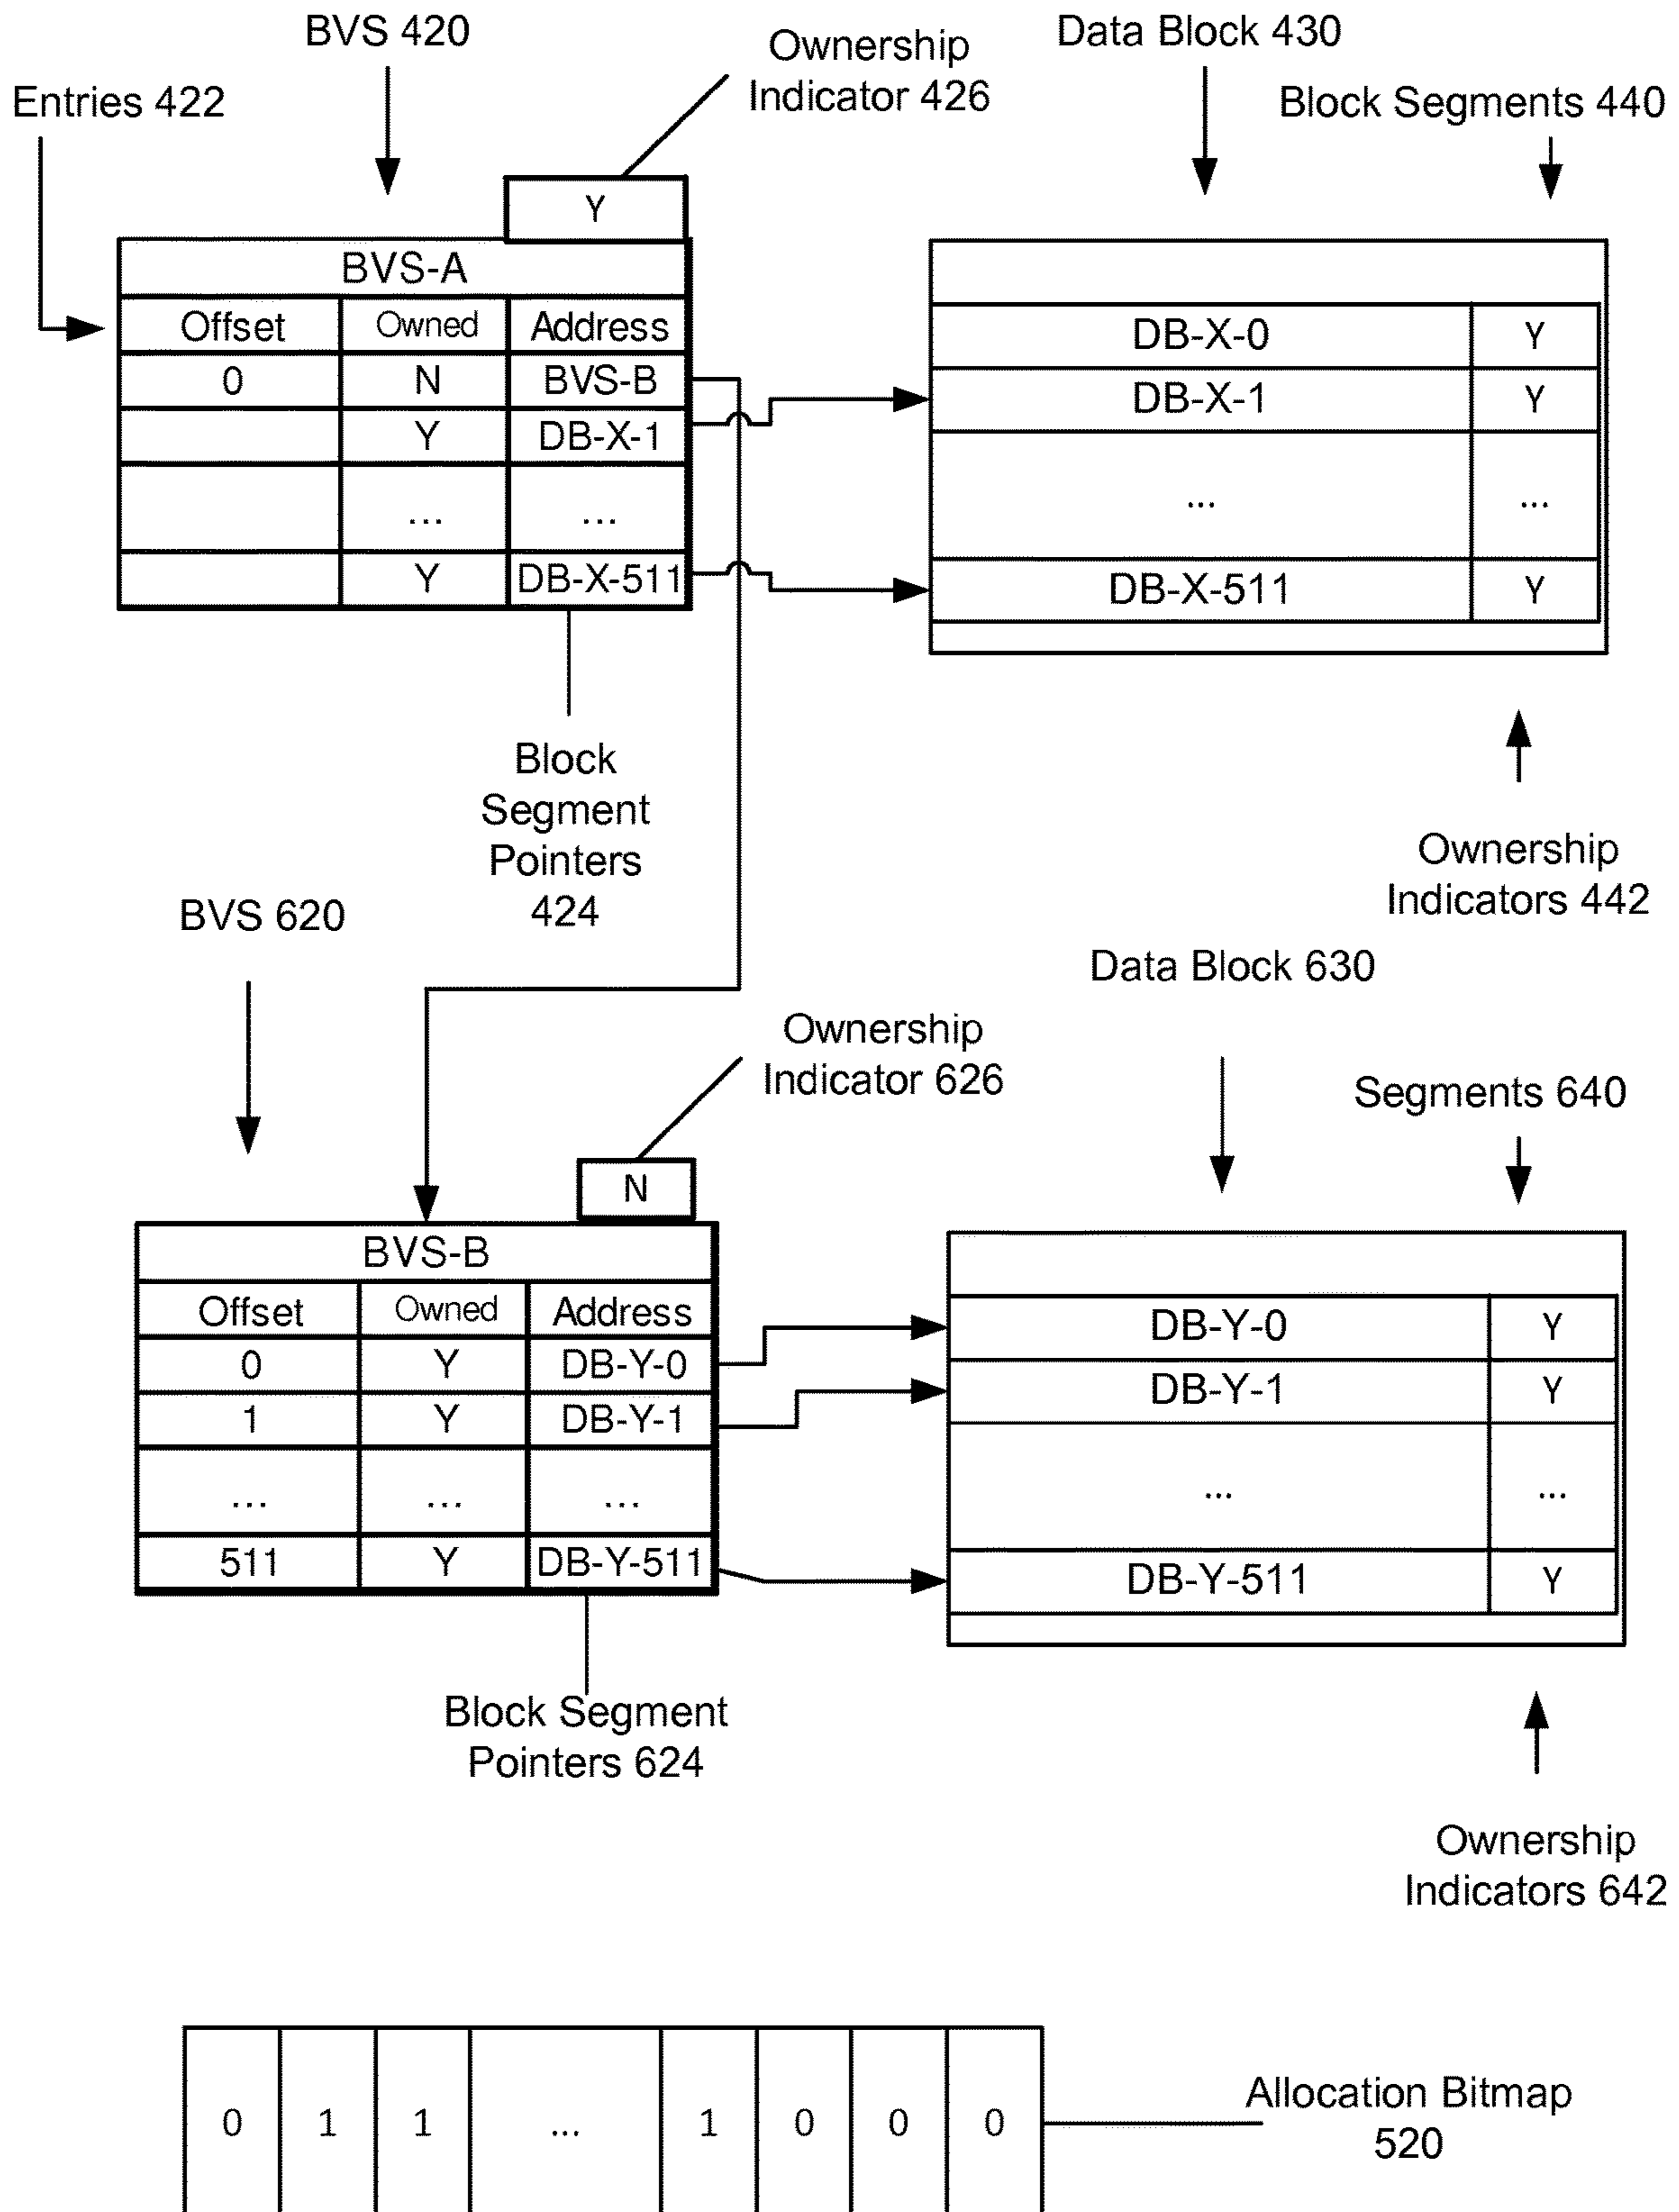 BVS 420
Ownership
Indicator 426
Data Block 430
Entries 422
Block Segments 440
Y
BVS-A
Offset Owned Address
0 N BVS-B
Y DB-X-1
... ...
Y DB-X-511
DB-X-0 Y
DB-X-1 Y
... ...
DB-X-511 Y
Block
Segment
Pointers
424
Ownership
Indicators 442
BVS 620
Data Block 630
Ownership
Indicator 626
Segments 640
N
BVS-B
Offset Owned Address
0 Y DB-Y-0
1 Y DB-Y-1
... ... ...
511 Y DB-Y-511
DB-Y-0 Y
DB-Y-1 Y
... ...
DB-Y-511 Y
Block Segment
Pointers 624
Ownership
Indicators 642
0 1 1 ... 1 0 0 0
Allocation Bitmap
520